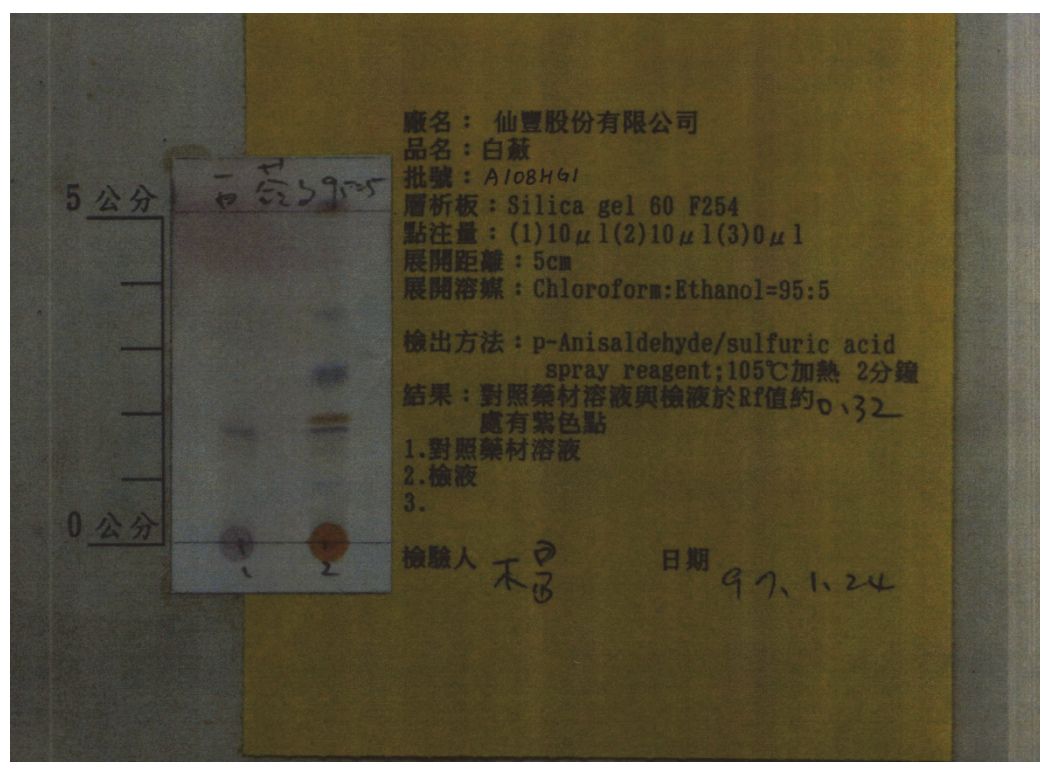 廠名： 仙豐股份有限公司
品名：白蘞
批號：A108HG1
層析板：Silica gel 60 F254
點注量：(1)10μl(2)10μl(3)0μl
展開距離：5cm
展開溶媒：Chloroform:Ethanol=95:5
檢出方法：p-Anisaldehyde/sulfuric acid
spray reagent;105℃加熱 2分鐘
結果：對照藥材溶液與檢液於Rf值約0.32
處有紫色點
1.對照藥材溶液
2.檢液
3.
檢驗人
日期 97.1.24
95:5
5 公分
0 公分
1 2